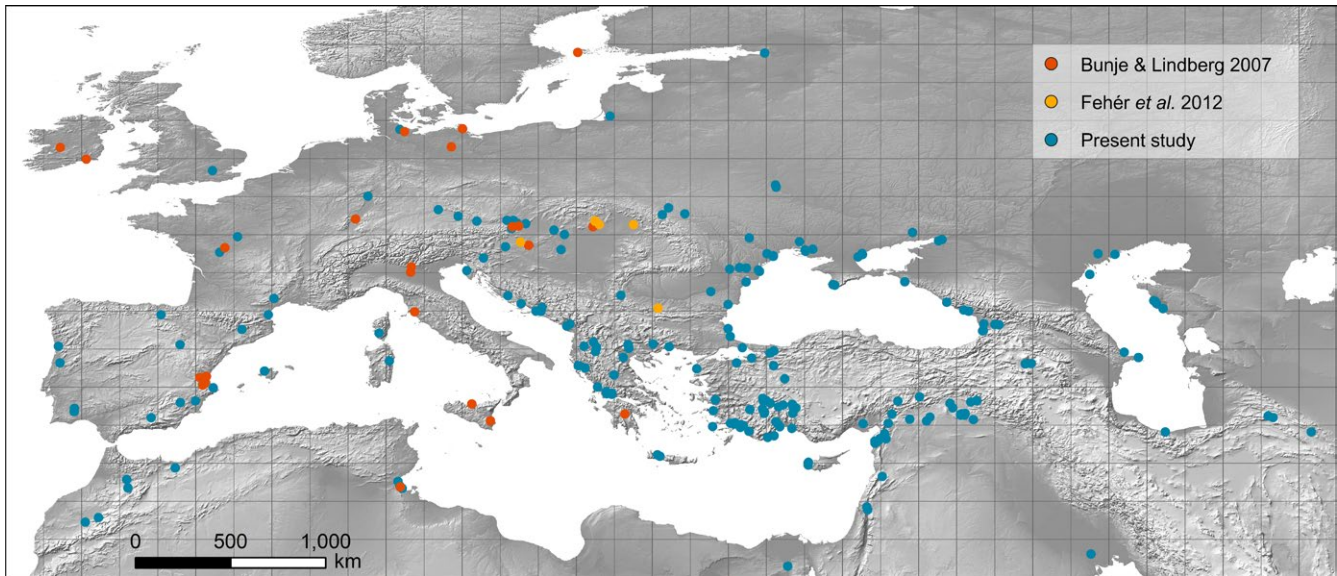 Bunje & Lindberg 2007
Fehér et al. 2012
Present study
0 500 1,000
km